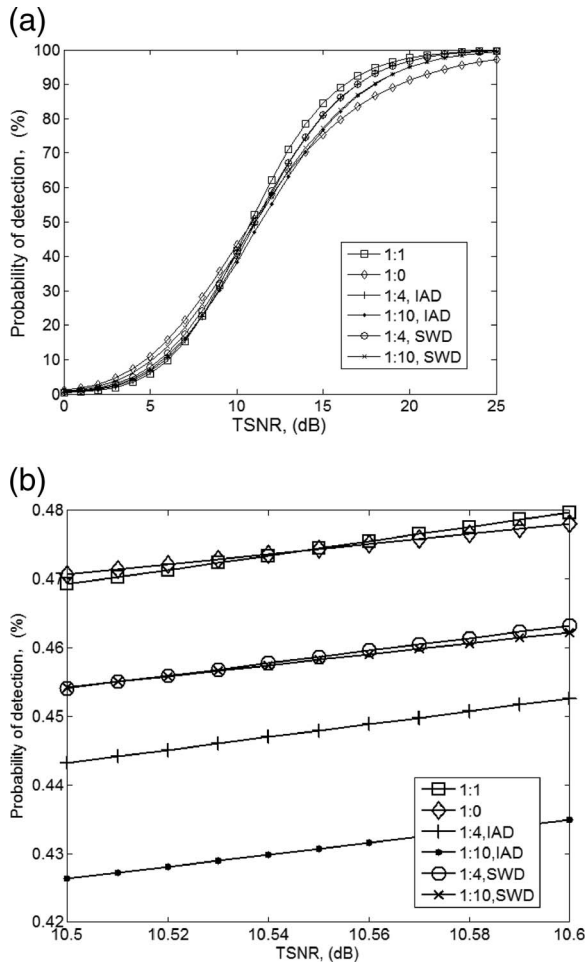 (a)
100
90
80
70
60
50
40
30
20
10
0
Probability of detection, (%)
0 5 10 15 20 25
TSNR, (dB)
1:1
1:0
1:4, IAD
1:10, IAD
1:4, SWD
1:10, SWD
(b)
0.48
0.47
0.46
0.45
0.44
0.43
0.42
Probability of detection, (%)
10.5 10.52 10.54 10.56 10.58 10.6
TSNR, (dB)
1:1
1:0
1:4,IAD
1:10,IAD
1:4,SWD
1:10,SWD